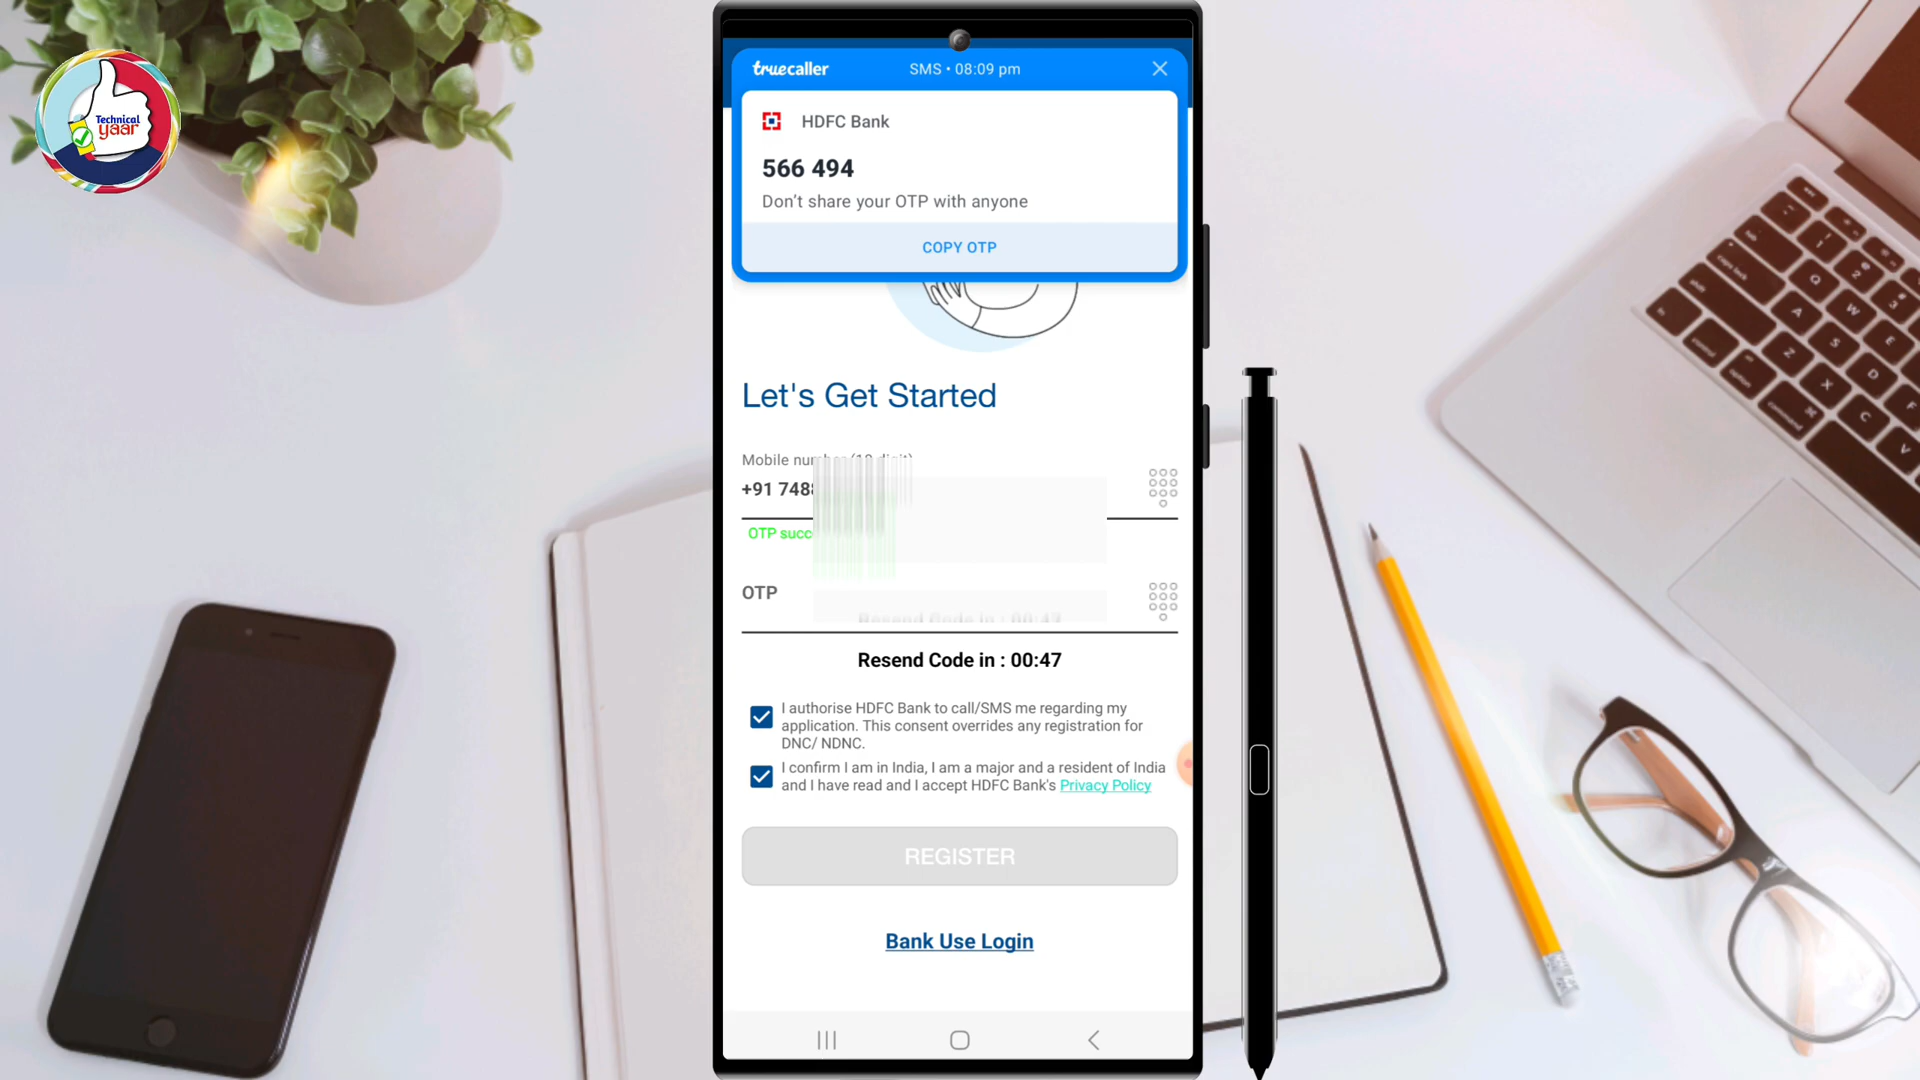 Technical
yaar
truecaller
SMS • 08:09 pm
HDFC Bank
566 494
Don't share your OTP with anyone
COPY OTP
Let's Get Started
Mobile number (10 digit)
+91 748
OTP succ
OTP
Resend Code in : 00:47
I authorise HDFC Bank to call/SMS me regarding my
application. This consent overrides any registration for
DNC/ NDNC.
I confirm I am in India, I am a major and a resident of India
and I have read and I accept HDFC Bank's Privacy Policy
REGISTER
Bank Use Login